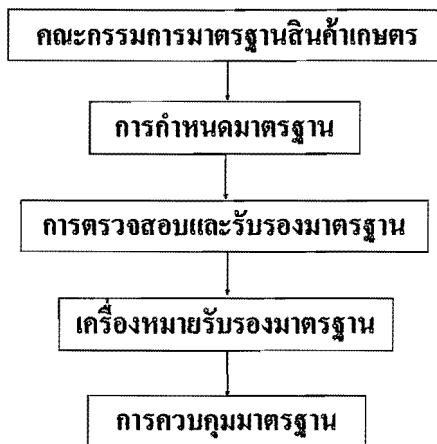 คณะกรรมการมาตรฐานสินค้าเกษตร
การกำหนดมาตรฐาน
การตรวจสอบและรับรองมาตรฐาน
เครื่องหมายรับรองมาตรฐาน
การควบคุมมาตรฐาน